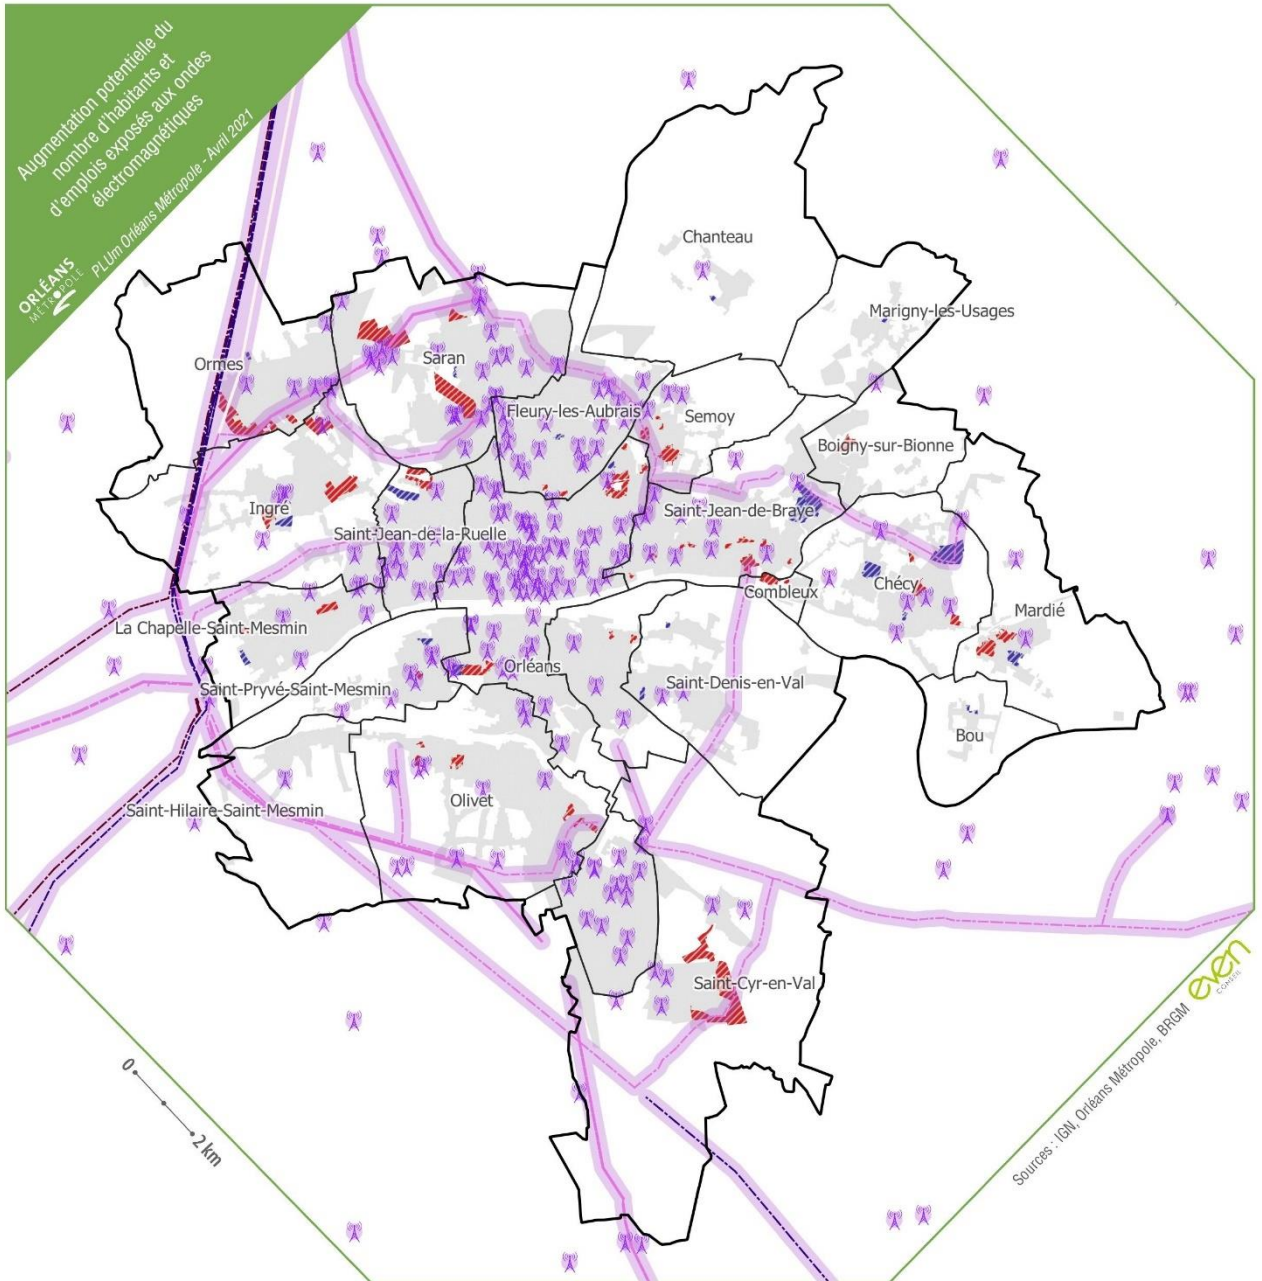 Augmentation potentielle du
nombre d'habitants et
d'emplois exposés aux ondes
électromagnétiques
PLUm Orléans Métropole - Avril 2021
ORLÉANS
MÉTROPOLE
Chanteau
Marigny-les-Usages
Ormes
Saran
Fleury-les-Aubrais
Semoy
Boigny-sur-Bionne
Ingré
Saint-Jean-de-la-Ruelle
Saint-Jean-de-Braye
Combleux
Chécy
Mardié
La Chapelle-Saint-Mesmin
Orléans
Saint-Pryvé-Saint-Mesmin
Saint-Denis-en-Val
Bou
Saint-Hilaire-Saint-Mesmin
Olivet
Saint-Cyr-en-Val
0
2 km
Sources : IGN, Orléans Métropole, BRGM
even
CONSEIL